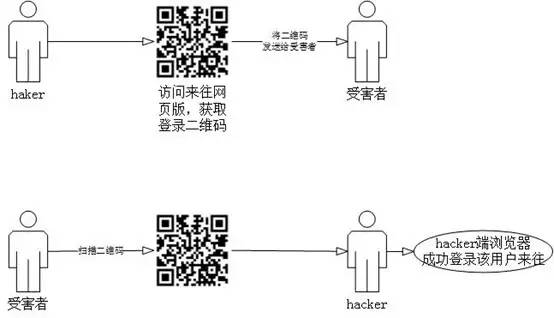 将二维码
发送给受害者
haker
访问来往网
页版，获取
登录二维码
受害者
扫描二维码
hacker端浏览器
成功登录该用户来往
受害者
hacker